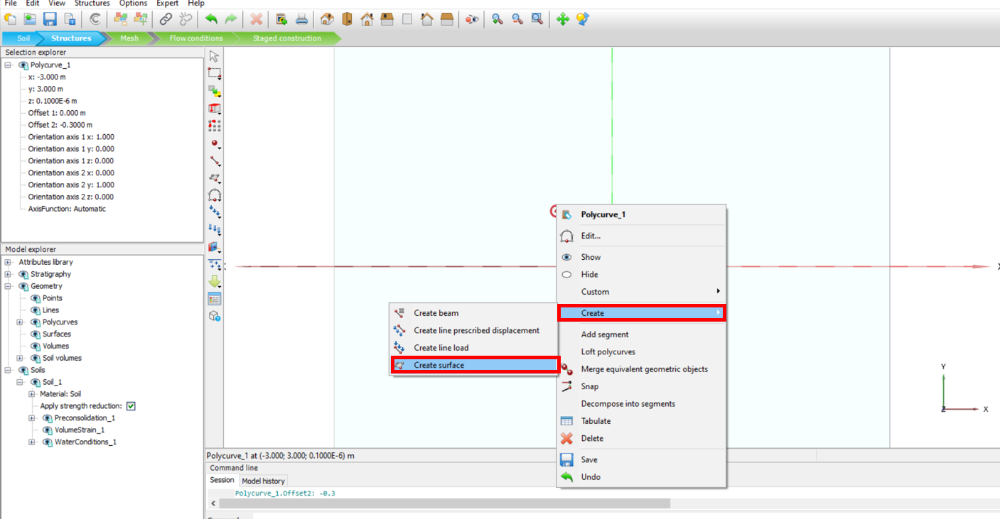 File Edit View Structures Options Expert Help
Soil Structures Mesh Flow conditions Staged construction
Selection explorer
Polycurve_1
x: -3.000 m
y: 3.000 m
z: 0.1000E-6 m
Offset 1: 0.000 m
Offset 2: -0.3000 m
Orientation axis 1 x: 1.000
Orientation axis 1 y: 0.000
Orientation axis 1 z: 0.000
Orientation axis 2 x: 0.000
Orientation axis 2 y: 1.000
Orientation axis 2 z: 0.000
AxisFunction: Automatic
Model explorer
Attributes library
Stratigraphy
Geometry
Points
Lines
Polycurves
Surfaces
Volumes
Soil volumes
Soils
Soil_1
Material: Soil
Apply strength reduction:
Preconsolidation_1
VolumeStrain_1
WaterConditions_1
Polycurve_1
Edit...
Show
Hide
Custom
Create
Add segment
Loft polycurves
Merge equivalent geometric objects
Snap
Decompose into segments
Tabulate
Delete
Save
Undo
Create beam
Create line prescribed displacement
Create line load
Create surface
Y
Z X
Polycurve_1 at (-3.000; 3.000; 0.1000E-6) m
Command line
Session Model history
Polycurve_1.Offset2: -0.3